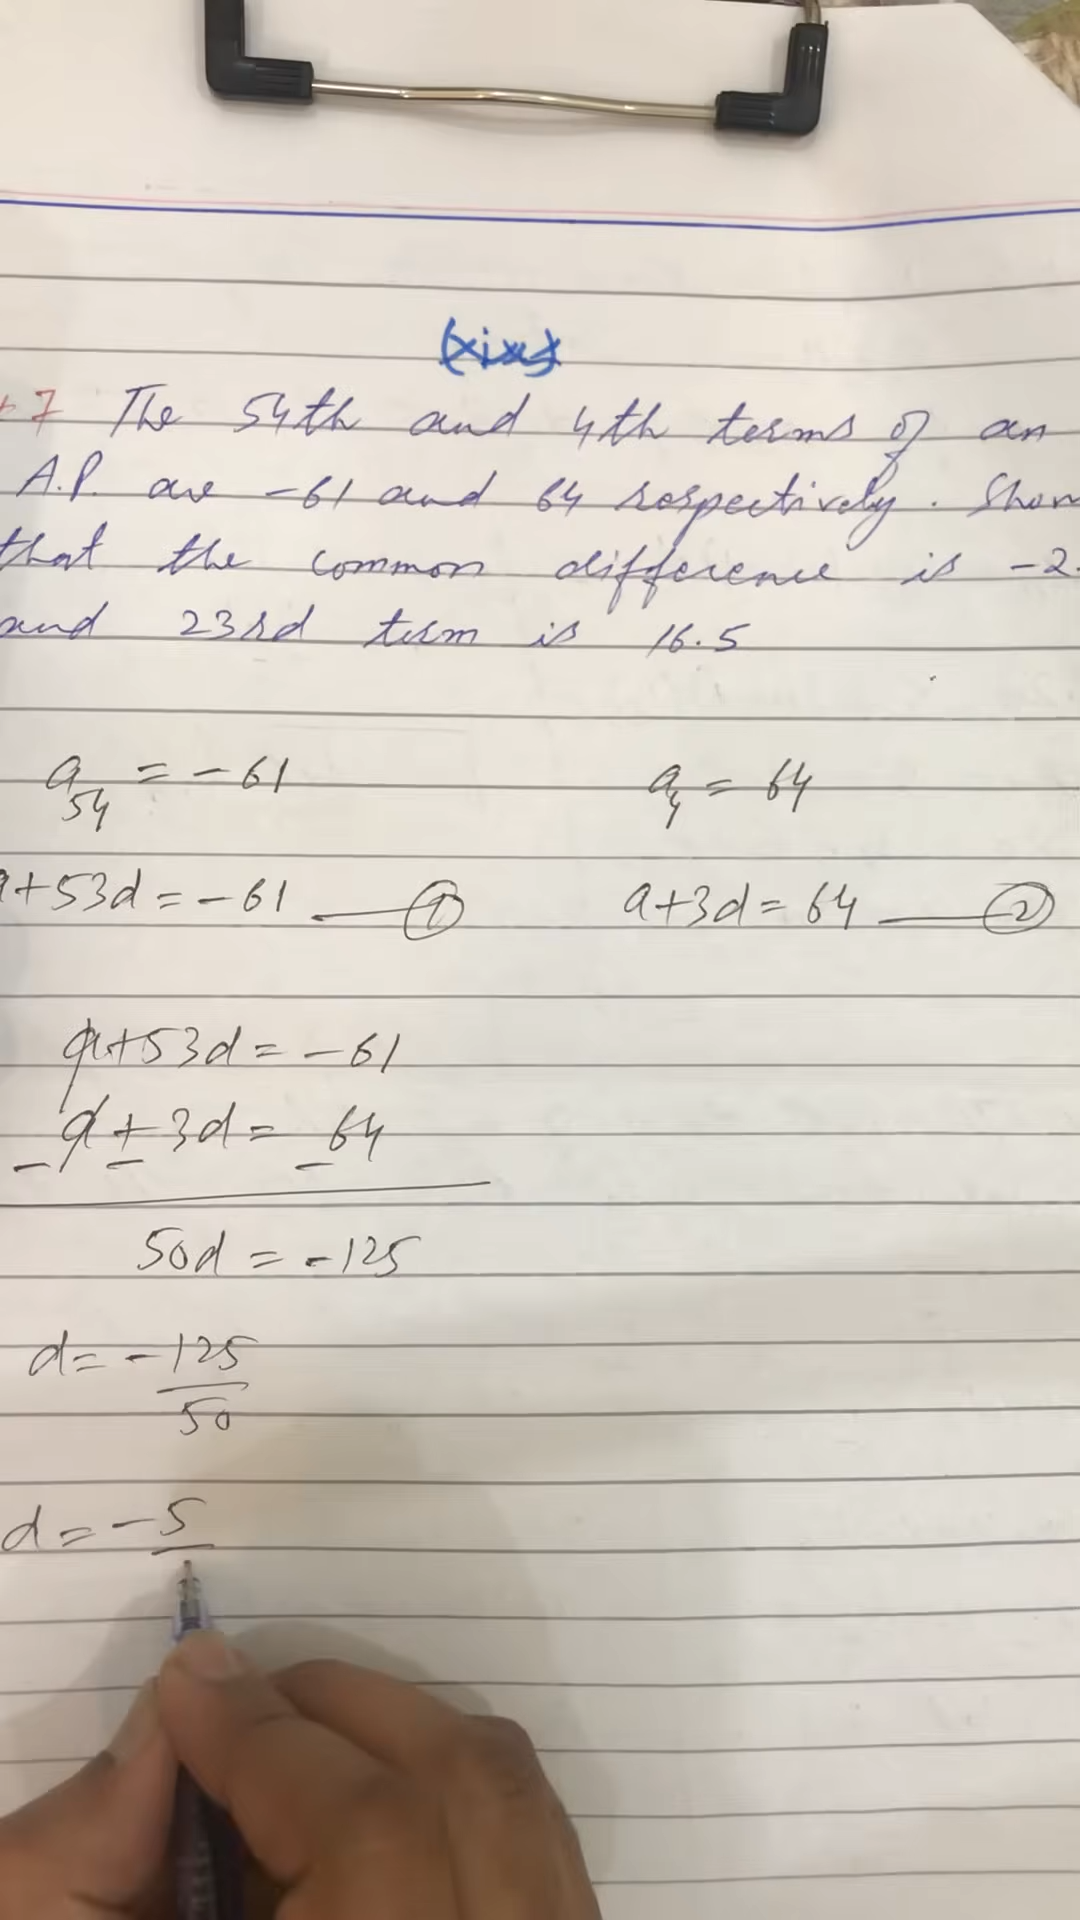 7 The 54th and 4th terms of an
A.P. are -61 and 64 respectively. Show
that the common difference is -2.
and 23rd term is 16.5
a₅₄ = -61
a₄ = 64
a+53d = -61 ①
a+3d = 64 ②
a+53d = -61
a + 3d = 64
- - -
50d = -125
d = -125
50
d = -5